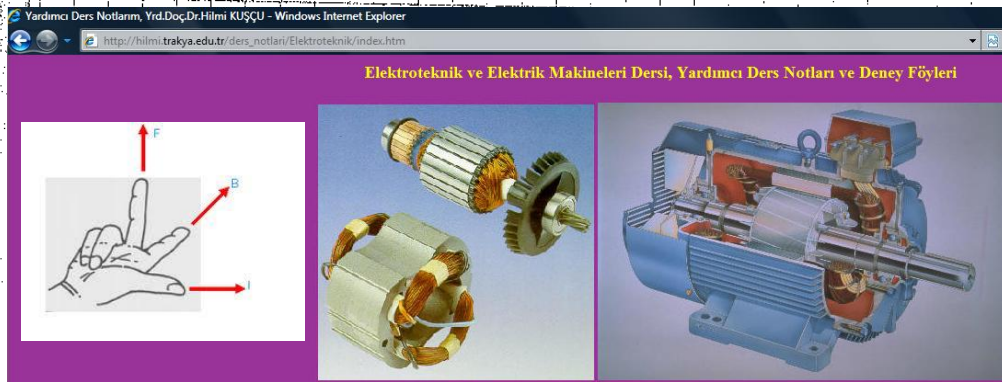 Yardımcı Ders Notlarım, Yrd.Doç.Dr.Hilmi KUŞÇU - Windows Internet Explorer
http://hilmi.trakya.edu.tr/ders_notlari/Elektroteknik/index.htm
Elektroteknik ve Elektrik Makineleri Dersi, Yardımcı Ders Notları ve Deney Föyleri
F
B
I